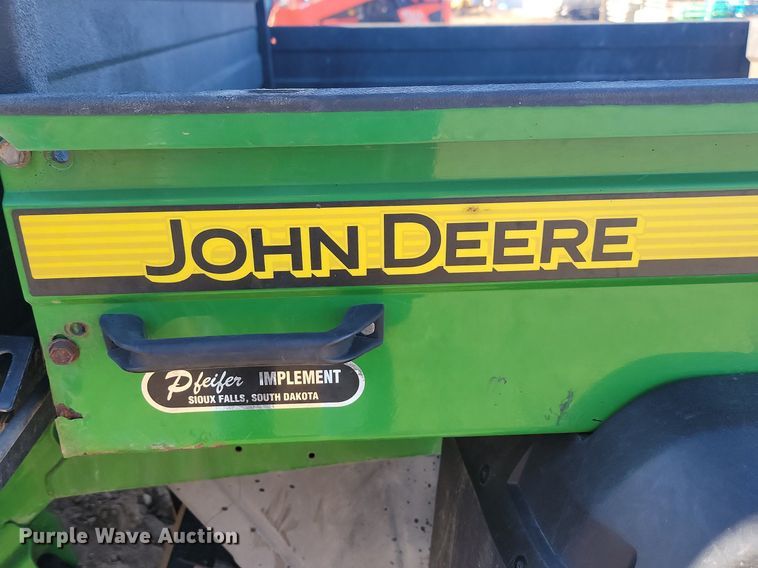 JOHN DEERE
Pfeifer IMPLEMENT
SIOUX FALLS, SOUTH DAKOTA
Purple Wave Auction